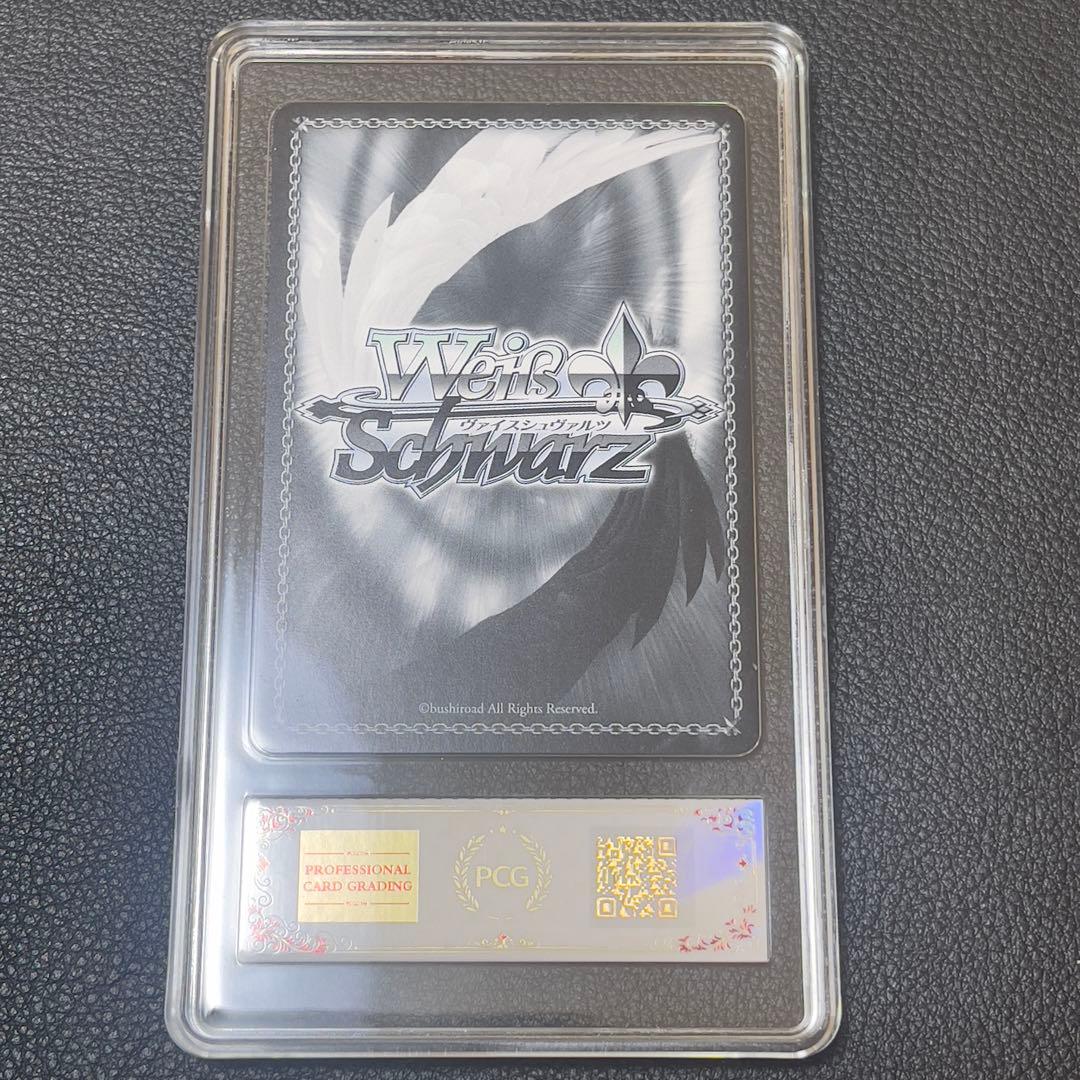 Weiß
ヴァイスシュヴァルツ
Schwarz
©bushiroad All Rights Reserved.
PROFESSIONAL
CARD GRADING
PCG